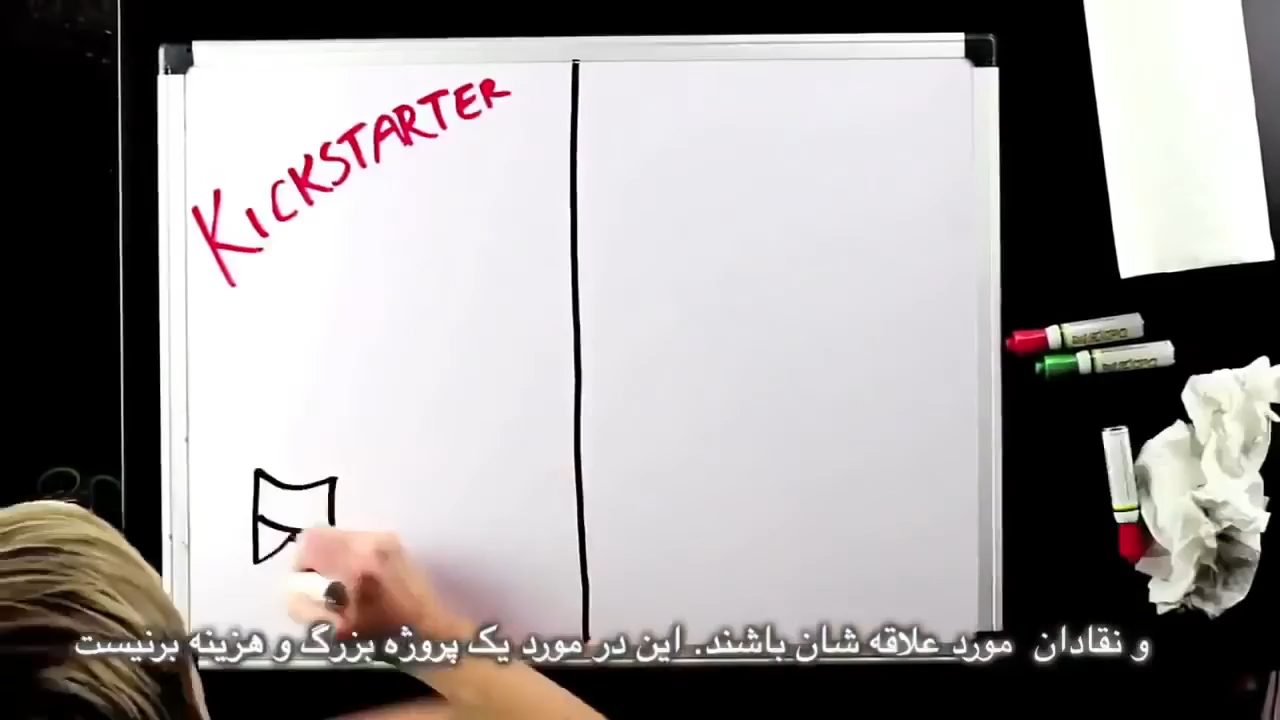 KICKSTARTER
و نقادان مورد علاقه شان باشند. این در مورد یک پروژه بزرگ و هزینه برنیست